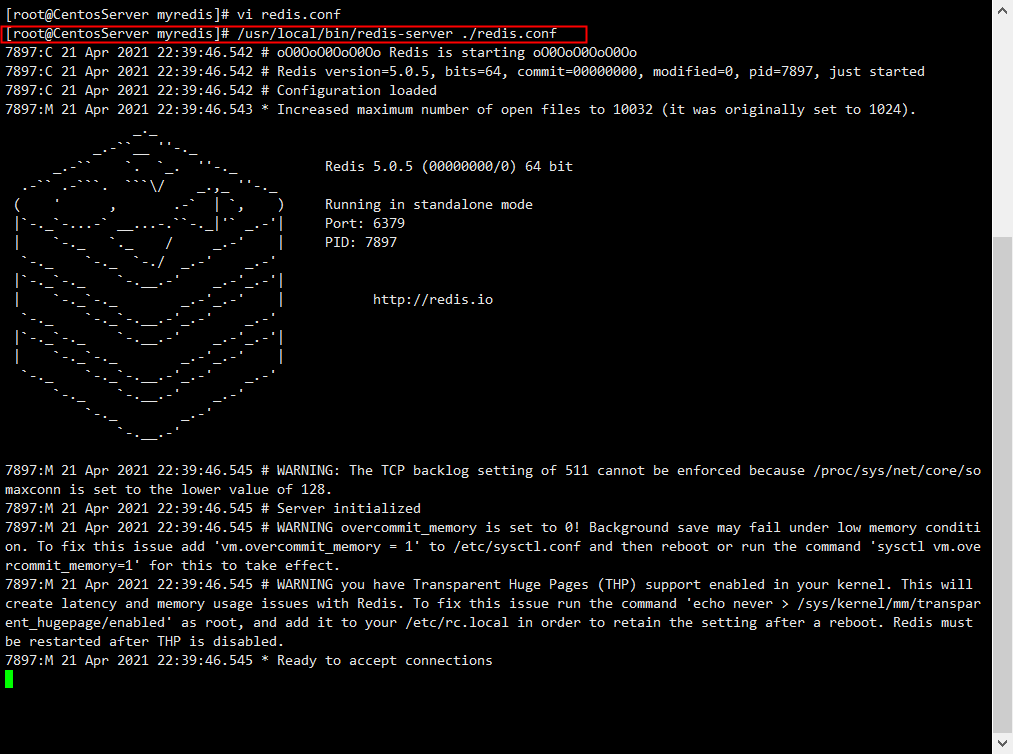 [root@CentosServer myredis]# vi redis.conf
[root@CentosServer myredis]# /usr/local/bin/redis-server ./redis.conf
7897:C 21 Apr 2021 22:39:46.542 # oO0OoO0OoO0Oo Redis is starting oO0OoO0OoO0Oo
7897:C 21 Apr 2021 22:39:46.542 # Redis version=5.0.5, bits=64, commit=00000000, modified=0, pid=7897, just started
7897:C 21 Apr 2021 22:39:46.542 # Configuration loaded
7897:M 21 Apr 2021 22:39:46.543 * Increased maximum number of open files to 10032 (it was originally set to 1024).
Redis 5.0.5 (00000000/0) 64 bit
Running in standalone mode
Port: 6379
PID: 7897
http://redis.io
7897:M 21 Apr 2021 22:39:46.545 # WARNING: The TCP backlog setting of 511 cannot be enforced because /proc/sys/net/core/so
maxconn is set to the lower value of 128.
7897:M 21 Apr 2021 22:39:46.545 # Server initialized
7897:M 21 Apr 2021 22:39:46.545 # WARNING overcommit_memory is set to 0! Background save may fail under low memory conditi
on. To fix this issue add 'vm.overcommit_memory = 1' to /etc/sysctl.conf and then reboot or run the command 'sysctl vm.ove
rcommit_memory=1' for this to take effect.
7897:M 21 Apr 2021 22:39:46.545 # WARNING you have Transparent Huge Pages (THP) support enabled in your kernel. This will
create latency and memory usage issues with Redis. To fix this issue run the command 'echo never > /sys/kernel/mm/transpar
ent_hugepage/enabled' as root, and add it to your /etc/rc.local in order to retain the setting after a reboot. Redis must
be restarted after THP is disabled.
7897:M 21 Apr 2021 22:39:46.545 * Ready to accept connections